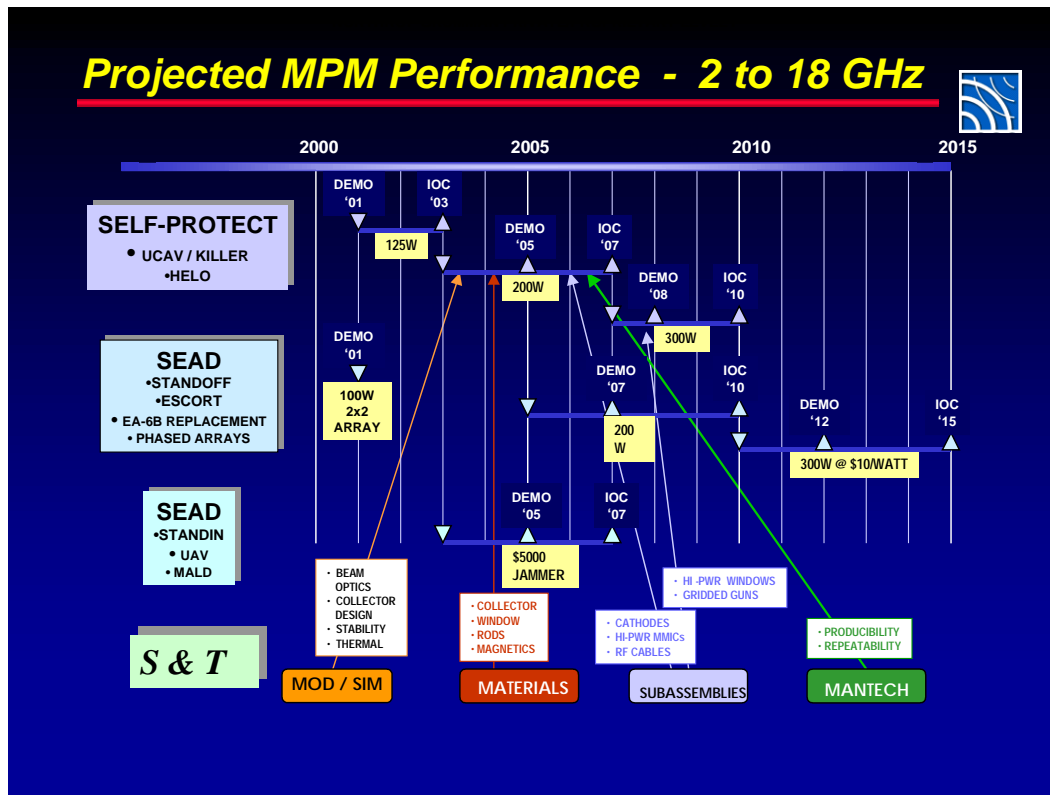 Projected MPM Performance - 2 to 18 GHz
2000 2005 2010 2015
DEMO
‘01
IOC
‘03
SELF-PROTECT
• UCAV / KILLER
•HELO
125W
DEMO
‘05
IOC
‘07
200W
DEMO
‘08
IOC
‘10
300W
SEAD
•STANDOFF
•ESCORT
• EA-6B REPLACEMENT
• PHASED ARRAYS
DEMO
‘01
100W
2x2
ARRAY
DEMO
‘07
IOC
‘10
200
W
DEMO
‘12
IOC
‘15
300W @ $10/WATT
SEAD
•STANDIN
• UAV
• MALD
DEMO
‘05
IOC
‘07
$5000
JAMMER
S & T
• BEAM
OPTICS
• COLLECTOR
DESIGN
• STABILITY
• THERMAL
MOD / SIM
• COLLECTOR
• WINDOW
• RODS
• MAGNETICS
MATERIALS
• HI -PWR WINDOWS
• GRIDDED GUNS
• CATHODES
• HI-PWR MMICs
• RF CABLES
SUBASSEMBLIES
• PRODUCIBILITY
• REPEATABILITY
MANTECH